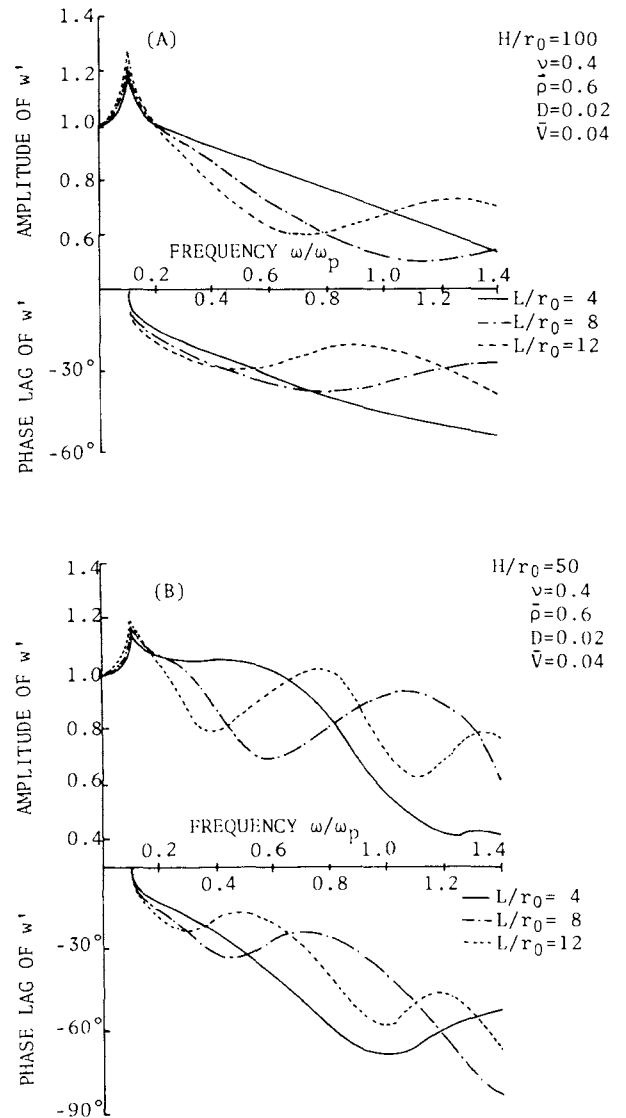 1.4
(A)
H/r0=100
ν=0.4
ρ̄=0.6
D=0.02
V̄=0.04
1.2
1.0
0.8
0.6
AMPLITUDE OF w'
FREQUENCY ω/ωp
0.2 0.6 1.0 1.4
0.4 0.8 1.2
L/r0= 4
L/r0= 8
L/r0=12
-30°
-60°
PHASE LAG OF w'
1.4
(B)
H/r0=50
ν=0.4
ρ̄=0.6
D=0.02
V̄=0.04
1.2
1.0
0.8
0.6
0.4
AMPLITUDE OF w'
FREQUENCY ω/ωp
0.2 0.6 1.0 1.4
0.4 0.8 1.2
L/r0= 4
L/r0= 8
L/r0=12
-30°
-60°
-90°
PHASE LAG OF w'